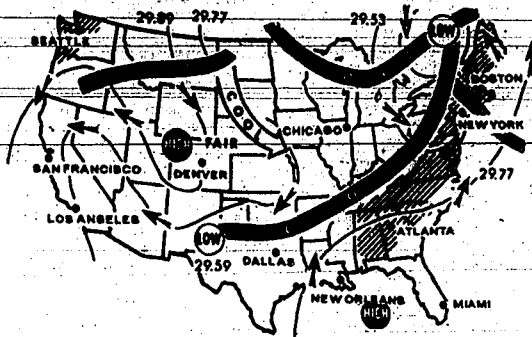 29.89 29.77
29.53
LOW
SEATTLE
BOSTON
COOL
CHICAGO
NEW YORK
HIGH FAIR
DENVER
SAN FRANCISCO
29.77
LOS ANGELES
ATLANTA
LOW
29.59
DALLAS
NEW ORLEANS
HIGH
MIAMI